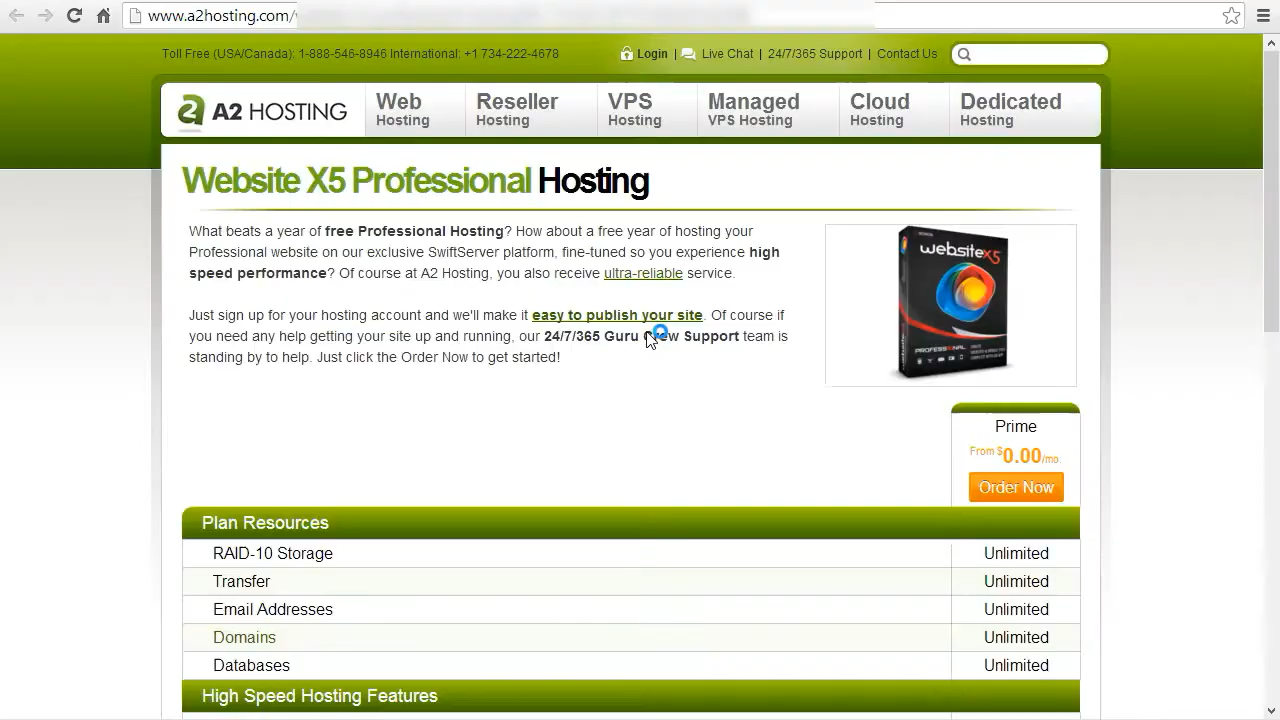 www.a2hosting.com/
Toll Free (USA/Canada): 1-888-546-8946 International: +1 734-222-4678
Login | Live Chat | 24/7/365 Support | Contact Us
A2 HOSTING
Web Hosting
Reseller Hosting
VPS Hosting
Managed VPS Hosting
Cloud Hosting
Dedicated Hosting
Website X5 Professional Hosting
What beats a year of free Professional Hosting? How about a free year of hosting your
Professional website on our exclusive SwiftServer platform, fine-tuned so you experience high
speed performance? Of course at A2 Hosting, you also receive ultra-reliable service.
Just sign up for your hosting account and we'll make it easy to publish your site. Of course if
you need any help getting your site up and running, our 24/7/365 Guru Crew Support team is
standing by to help. Just click the Order Now to get started!
websitex5
PROFESSIONAL
Prime
From $0.00/mo
Order Now
Plan Resources
RAID-10 Storage Unlimited
Transfer Unlimited
Email Addresses Unlimited
Domains Unlimited
Databases Unlimited
High Speed Hosting Features